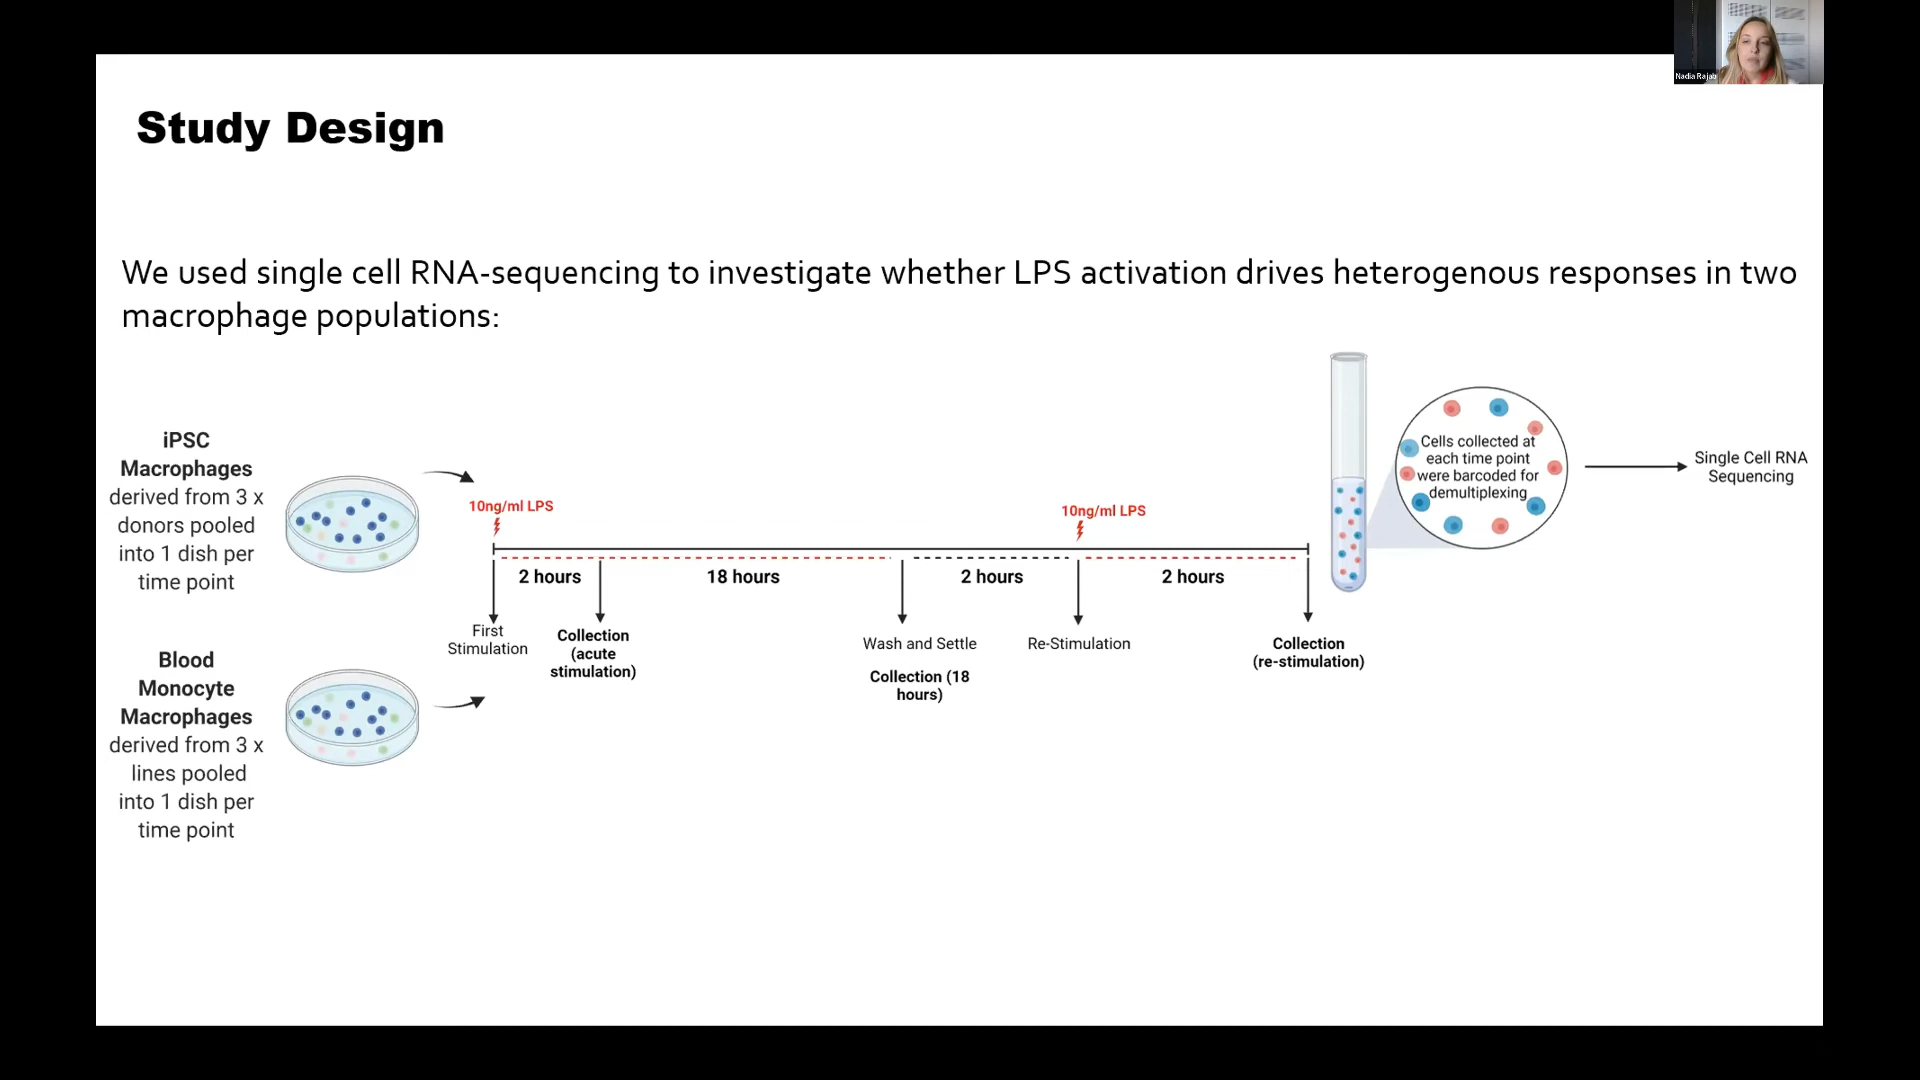 Nadia Rajab
Study Design
We used single cell RNA-sequencing to investigate whether LPS activation drives heterogenous responses in two
macrophage populations:
iPSC
Macrophages
derived from 3 x
donors pooled
into 1 dish per
time point
Blood
Monocyte
Macrophages
derived from 3 x
lines pooled
into 1 dish per
time point
10ng/ml LPS
10ng/ml LPS
2 hours
18 hours
2 hours
2 hours
First
Stimulation
Collection
(acute
stimulation)
Wash and Settle
Collection (18
hours)
Re-Stimulation
Collection
(re-stimulation)
Cells collected at
each time point
were barcoded for
demultiplexing
Single Cell RNA
Sequencing